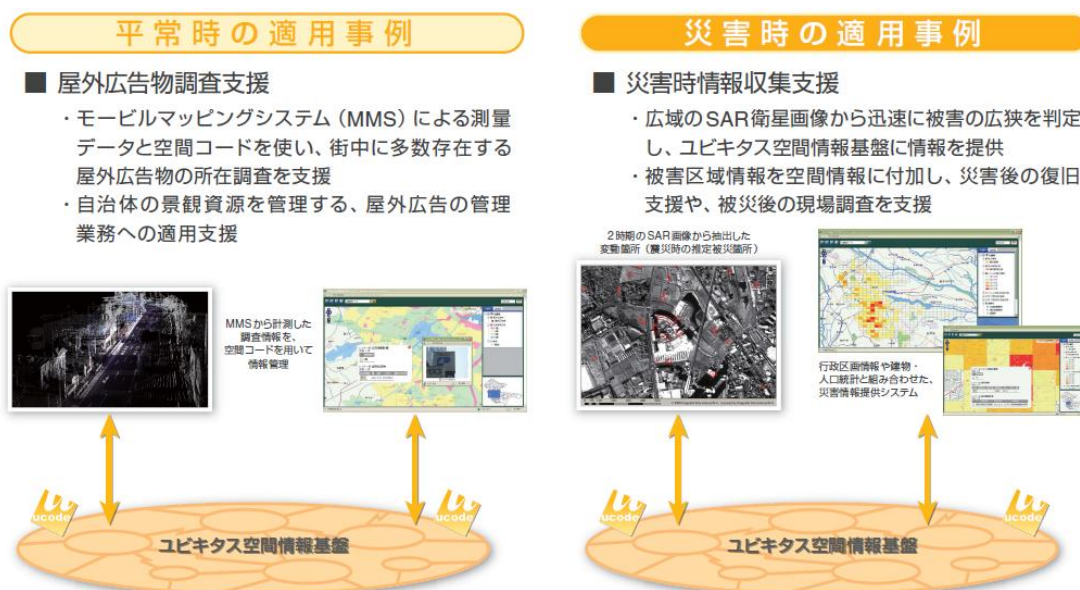 平常時の適用事例
■ 屋外広告物調査支援
・モービルマッピングシステム（MMS）による測量
データと空間コードを使い、街中に多数存在する
屋外広告物の所在調査を支援
・自治体の景観資源を管理する、屋外広告の管理
業務への適用支援
MMSから計測した
調査情報を、
空間コードを用いて
情報管理
ucode
ucode
ユビキタス空間情報基盤
災害時の適用事例
■ 災害時情報収集支援
・広域のSAR衛星画像から迅速に被害の広狭を判定
し、ユビキタス空間情報基盤に情報を提供
・被害区域情報を空間情報に付加し、災害後の復旧
支援や、被災後の現場調査を支援
2時期のSAR画像から抽出した
変動箇所（震災時の推定被災箇所）
行政区画情報や建物・
人口統計と組み合わせた、
災害情報提供システム
ucode
ucode
ユビキタス空間情報基盤